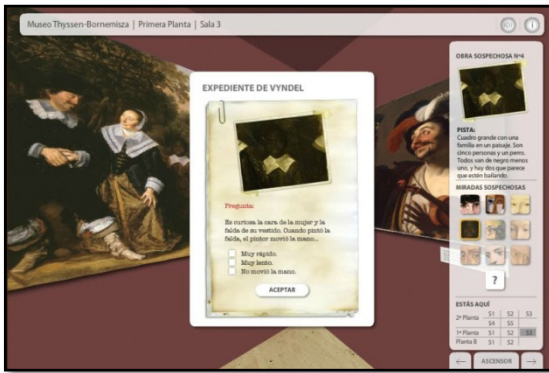 Museo Thyssen-Bornemisza | Primera Planta | Sala 3
EXPEDIENTE DE VYNDEL
Pregunta:
Es curiosa la cara de la mujer y la
falda de su vestido. Cuando pintó la
falda, el pintor movió la mano...
Muy rápido.
Muy lento.
No movió la mano.
ACEPTAR
OBRA SOSPECHOSA Nº4
PISTA:
Cuadro grande con una
familia en un paisaje. Son
cinco personas y un perro.
Todos van de negro menos
uno, y hay dos que parece
que están bailando.
MIRADAS SOSPECHOSAS
?
ESTÁS AQUÍ
2ª Planta S1 S2 S3
S4 S5
1ª Planta S1 S2 S3
Planta B S1 S2
← ASCENSOR →